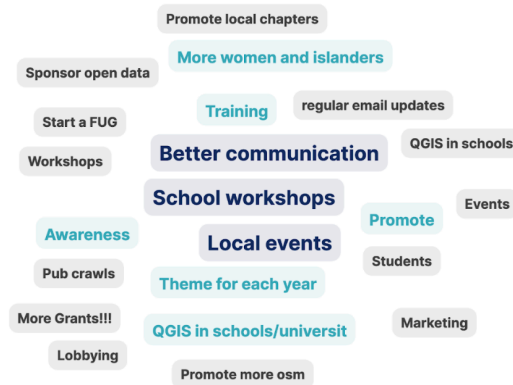 Promote local chapters
More women and islanders
Sponsor open data
Training
regular email updates
Start a FUG
Better communication
QGIS in schools
Workshops
School workshops
Events
Promote
Awareness
Local events
Students
Pub crawls
Theme for each year
More Grants!!!
QGIS in schools/universit
Marketing
Lobbying
Promote more osm